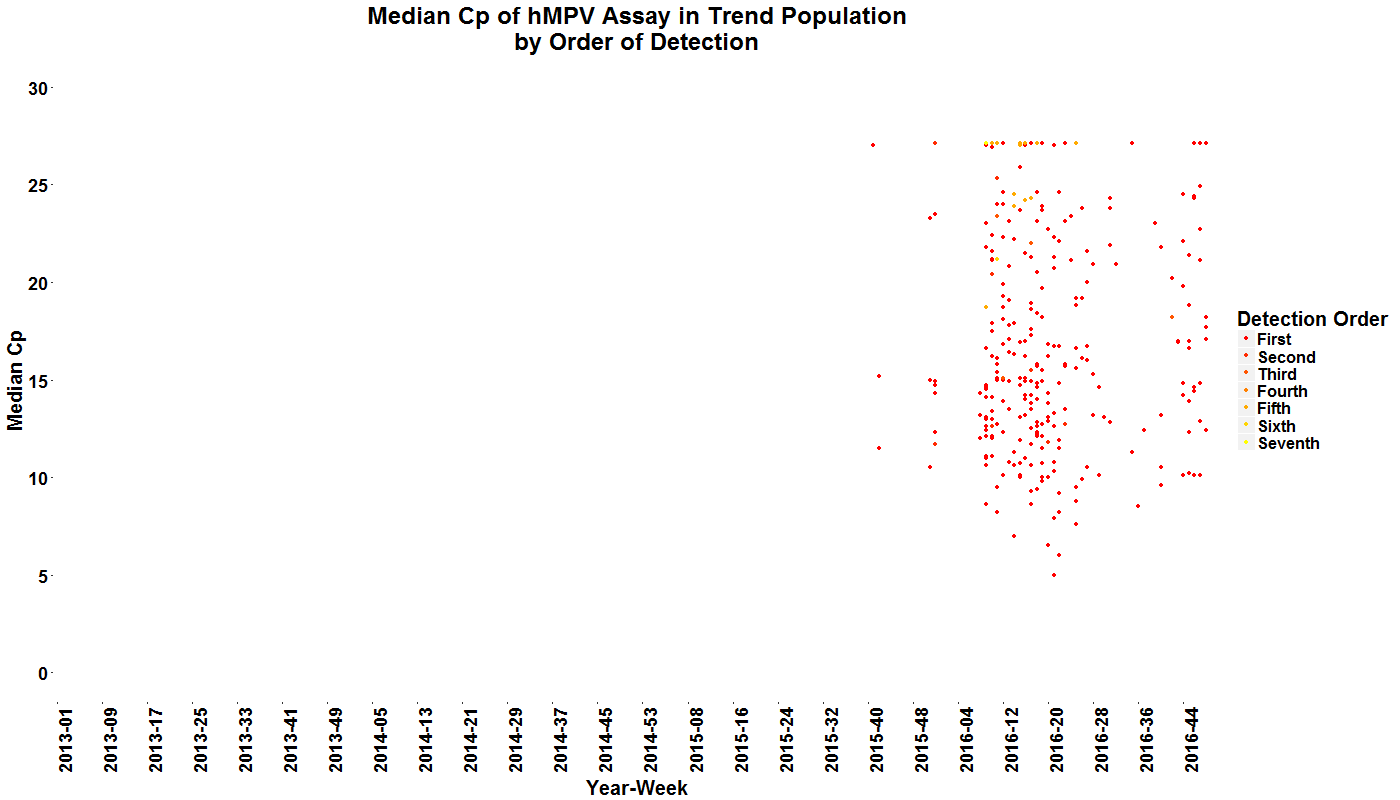 Median Cp of hMPV Assay in Trend Population
by Order of Detection
Median Cp
30
25
20
15
10
5
0
2013-01
2013-09
2013-17
2013-25
2013-33
2013-41
2013-49
2014-05
2014-13
2014-21
2014-29
2014-37
2014-45
2014-53
2015-08
2015-16
2015-24
2015-32
2015-40
2015-48
2016-04
2016-12
2016-20
2016-28
2016-36
2016-44
Year-Week
Detection Order
First
Second
Third
Fourth
Fifth
Sixth
Seventh